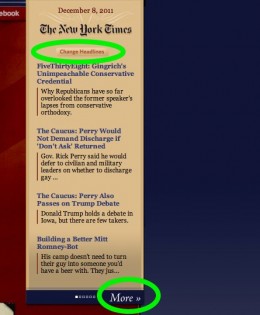 cebook
December 8, 2011
The New York Times
Change Headlines
FiveThirtyEight: Gingrich's
Unimpeachable Conservative
Credential
Why Republicans have so far
overlooked the former speaker's
lapses from conservative
orthodoxy.
The Caucus: Perry Would
Not Demand Discharge if
'Don't Ask' Returned
Gov. Rick Perry said he would
defer to civilian and military
leaders on whether to discharge
gay ...
The Caucus: Perry Also
Passes on Trump Debate
Donald Trump holds a debate in
Iowa, but there are few takers.
Building a Better Mitt
Romney-Bot
His camp doesn't need to turn
their guy into someone you'd
have a beer with. They jus...
More »